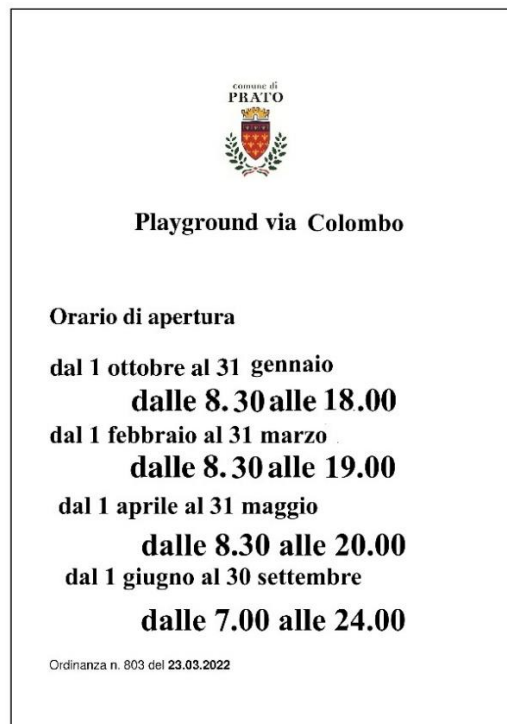 comune di
PRATO
Playground via Colombo
Orario di apertura
dal 1 ottobre al 31 gennaio
dalle 8.30 alle 18.00
dal 1 febbraio al 31 marzo
dalle 8.30 alle 19.00
dal 1 aprile al 31 maggio
dalle 8.30 alle 20.00
dal 1 giugno al 30 settembre
dalle 7.00 alle 24.00
Ordinanza n. 803 del 23.03.2022